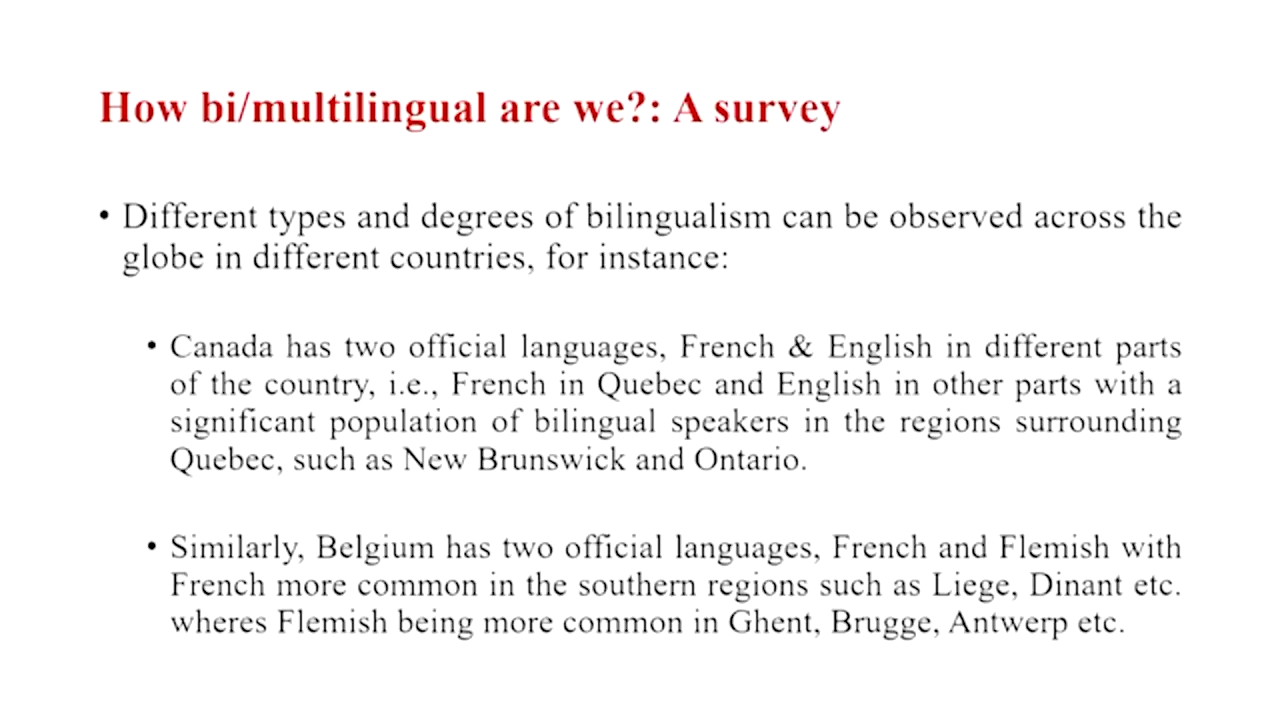 How bi/multilingual are we?: A survey
• Different types and degrees of bilingualism can be observed across the
globe in different countries, for instance:
• Canada has two official languages, French & English in different parts
of the country, i.e., French in Quebec and English in other parts with a
significant population of bilingual speakers in the regions surrounding
Quebec, such as New Brunswick and Ontario.
• Similarly, Belgium has two official languages, French and Flemish with
French more common in the southern regions such as Liege, Dinant etc.
wheres Flemish being more common in Ghent, Brugge, Antwerp etc.